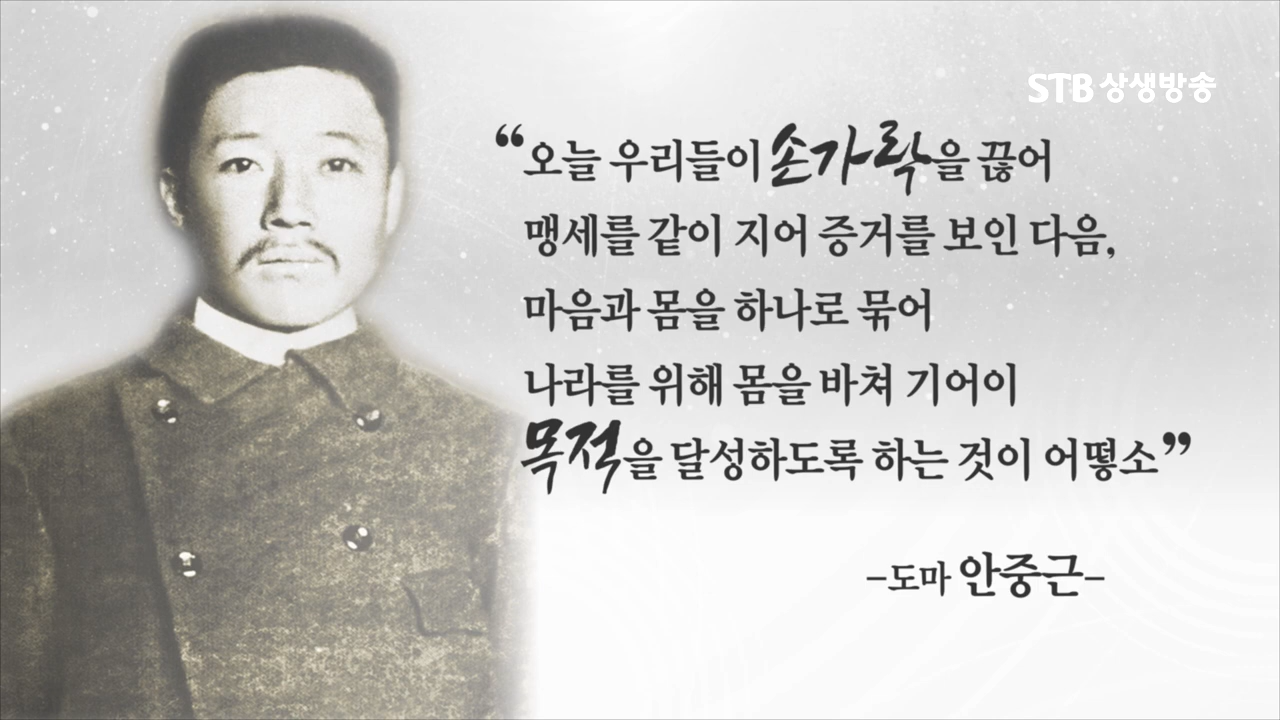 STB 상생방송
“오늘 우리들이 손가락을 끊어
맹세를 같이 지어 증거를 보인 다음,
마음과 몸을 하나로 묶어
나라를 위해 몸을 바쳐 기어이
목적을 달성하도록 하는 것이 어떻소”
-도마 안중근-